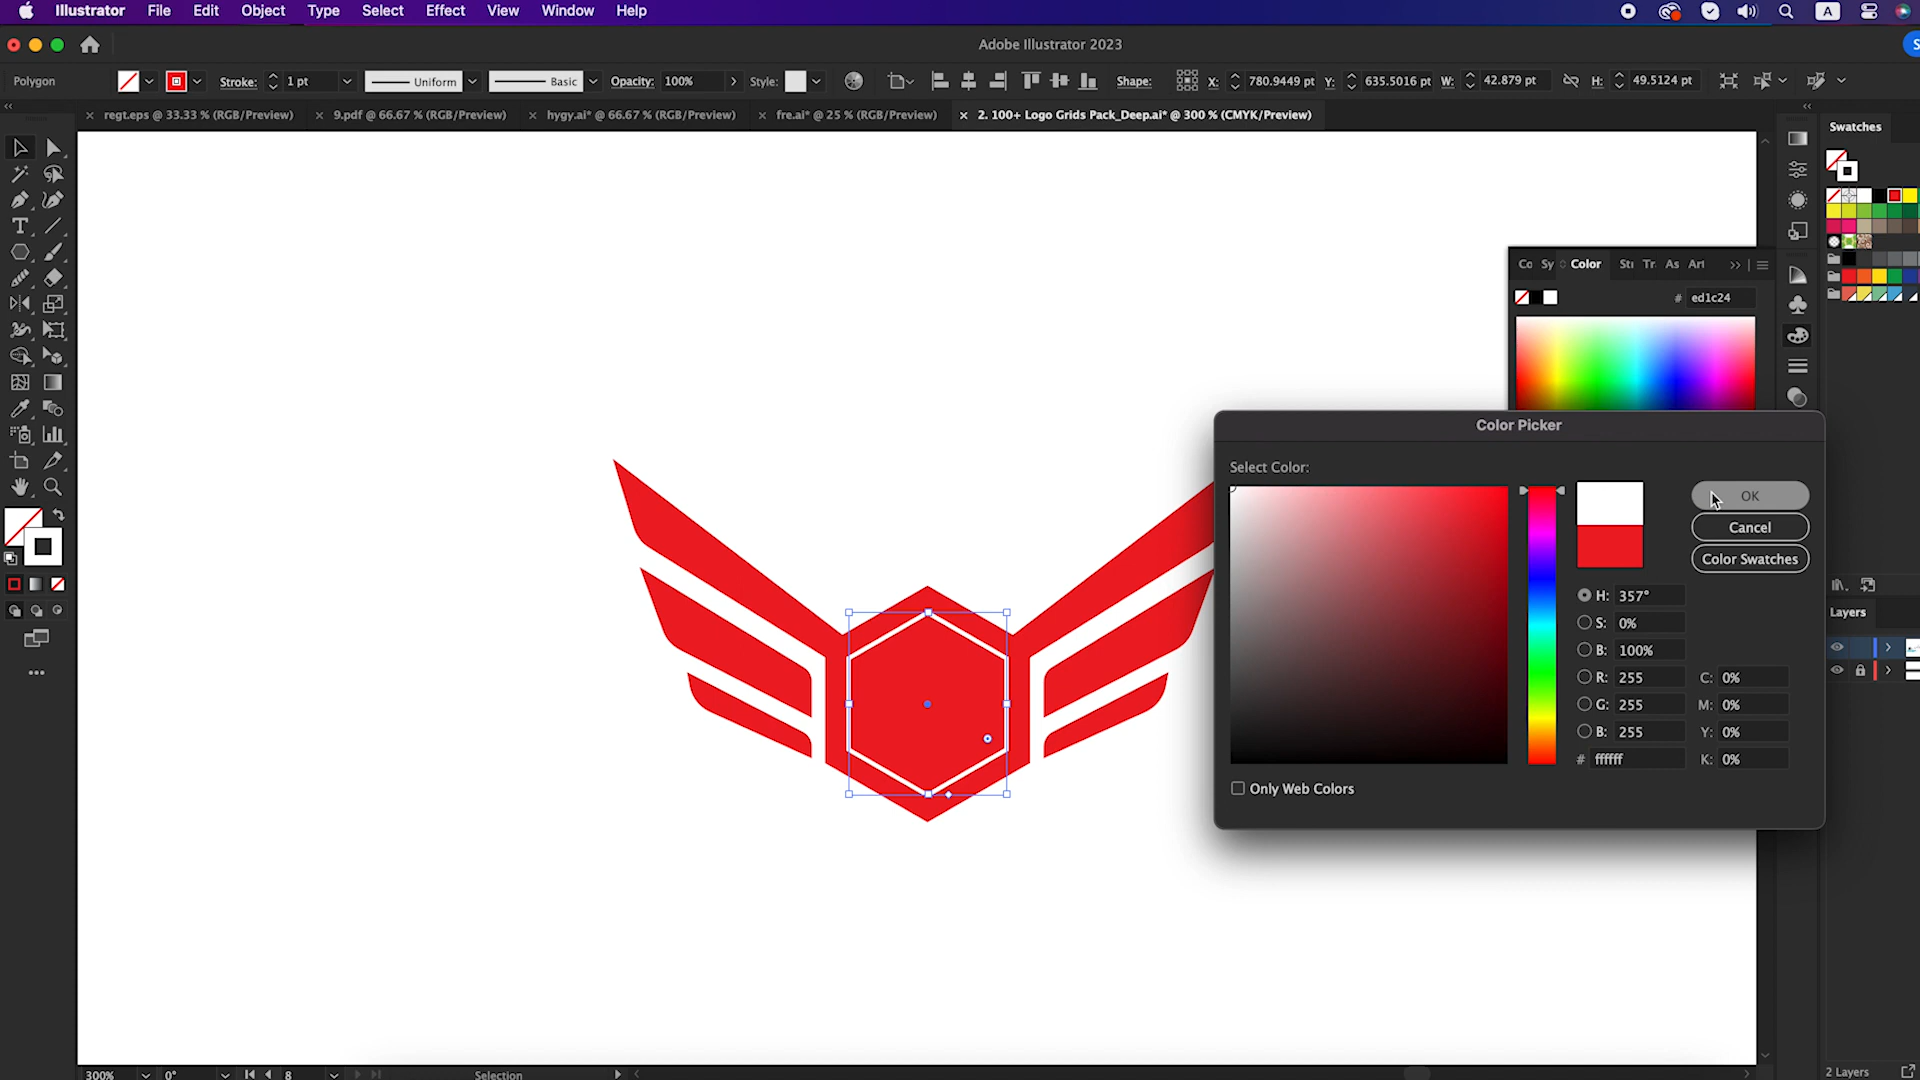 Illustrator File Edit Object Type Select Effect View Window Help A
Adobe Illustrator 2023
Polygon Stroke: 1 pt Uniform Basic Opacity: 100% Style: Shape: X: 780.9449 pt Y: 635.5016 pt W: 42.879 pt H: 49.5124 pt
regt.eps @ 33.33 % (RGB/Preview) 9.pdf @ 66.67 % (RGB/Preview) hygy.ai* @ 66.67 % (RGB/Preview) fre.ai* @ 25 % (RGB/Preview) 2. 100+ Logo Grids Pack_Deep.ai* @ 300 % (CMYK/Preview)
Swatches
Co Sy Color Str Tr As Art
# ed1c24
Color Picker
Select Color:
OK
Cancel
Color Swatches
H: 357°
S: 0%
B: 100%
R: 255 C: 0%
G: 255 M: 0%
B: 255 Y: 0%
# ffffff K: 0%
Only Web Colors
Layers
300% 0° 8 Selection
2 Layers